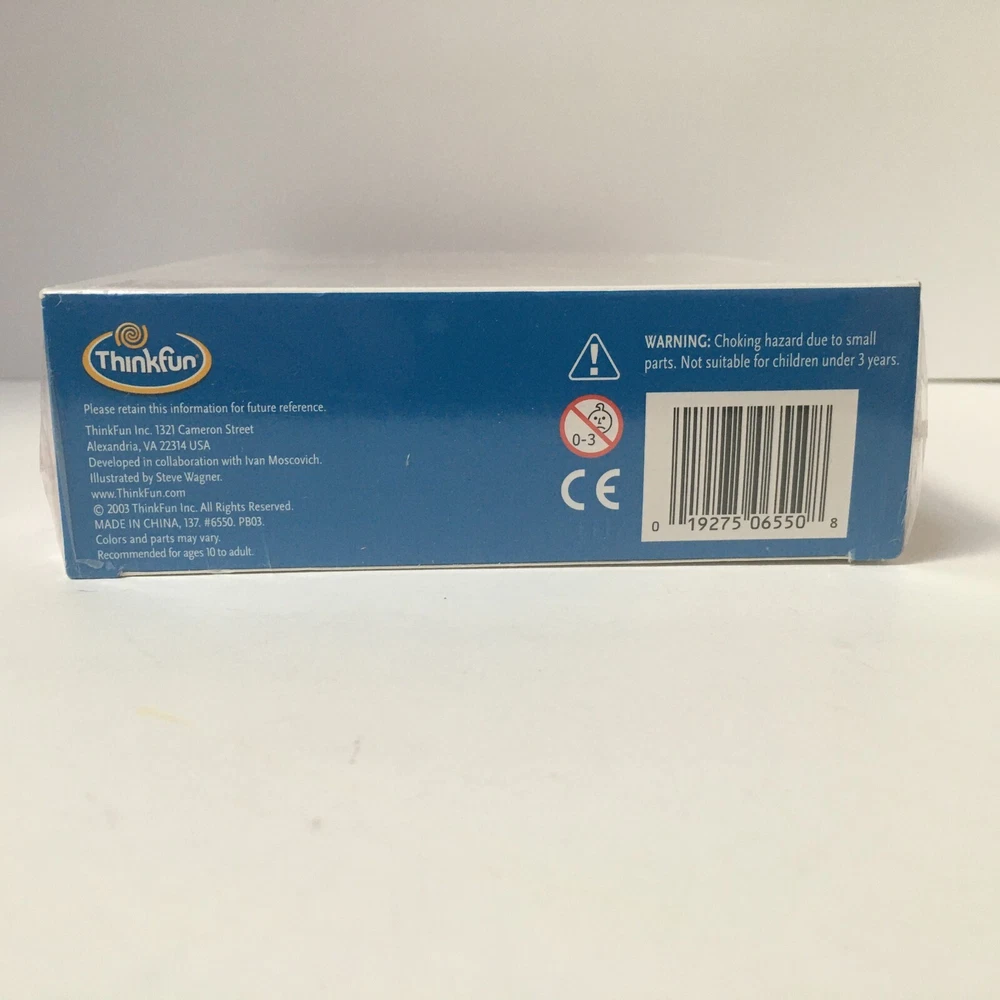 ThinkFun®
Please retain this information for future reference.
ThinkFun Inc. 1321 Cameron Street
Alexandria, VA 22314 USA
Developed in collaboration with Ivan Moscovich.
Illustrated by Steve Wagner.
www.ThinkFun.com
© 2003 ThinkFun Inc. All Rights Reserved.
MADE IN CHINA, 137. #6550. PB03.
Colors and parts may vary.
Recommended for ages 10 to adult.
!
WARNING: Choking hazard due to small
parts. Not suitable for children under 3 years.
0-3
CE
0 19275 06550 8